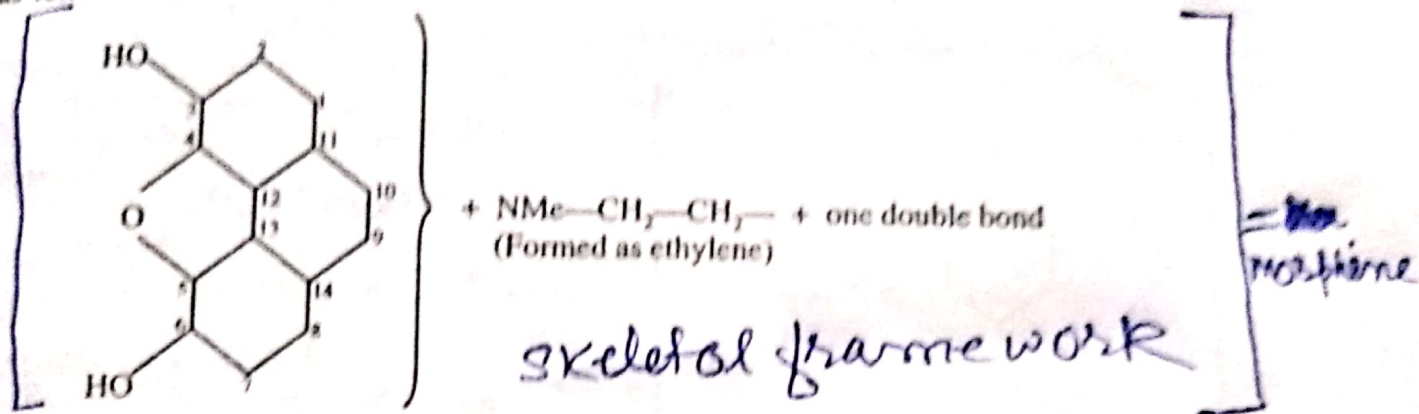 HO
2
3
1
4
11
12
10
O
13
9
5
14
6
8
HO
7
+ NMe—CH₂—CH₂— + one double bond
(Formed as ethylene)
= morphine
skeletol framework